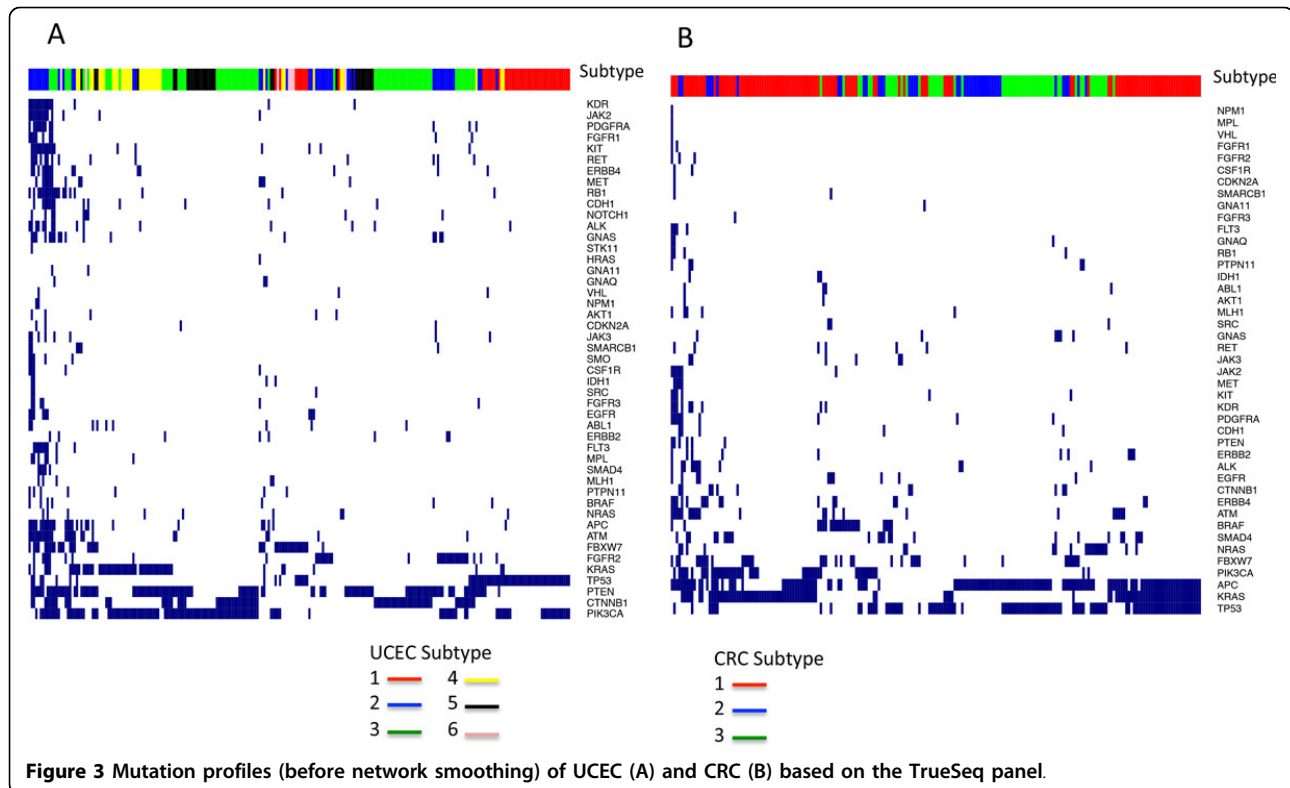 A
Subtype
KDR
JAK2
PDGFRA
FGFR1
KIT
RET
ERBB4
MET
RB1
CDH1
NOTCH1
ALK
GNAS
STK11
HRAS
GNA11
GNAQ
VHL
NPM1
AKT1
CDKN2A
JAK3
SMARCB1
SMO
CSF1R
IDH1
SRC
FGFR3
EGFR
ABL1
ERBB2
FLT3
MPL
SMAD4
MLH1
PTPN11
BRAF
NRAS
APC
ATM
FBXW7
FGFR2
KRAS
TP53
PTEN
CTNNB1
PIK3CA
UCEC Subtype
1 4
2 5
3 6
B
Subtype
NPM1
MPL
VHL
FGFR1
FGFR2
CSF1R
CDKN2A
SMARCB1
GNA11
FGFR3
FLT3
GNAQ
RB1
PTPN11
IDH1
ABL1
AKT1
MLH1
SRC
GNAS
RET
JAK3
JAK2
MET
KIT
KDR
PDGFRA
CDH1
PTEN
ERBB2
ALK
EGFR
CTNNB1
ERBB4
ATM
BRAF
SMAD4
NRAS
FBXW7
PIK3CA
APC
KRAS
TP53
CRC Subtype
1
2
3
Figure 3 Mutation profiles (before network smoothing) of UCEC (A) and CRC (B) based on the TrueSeq panel.